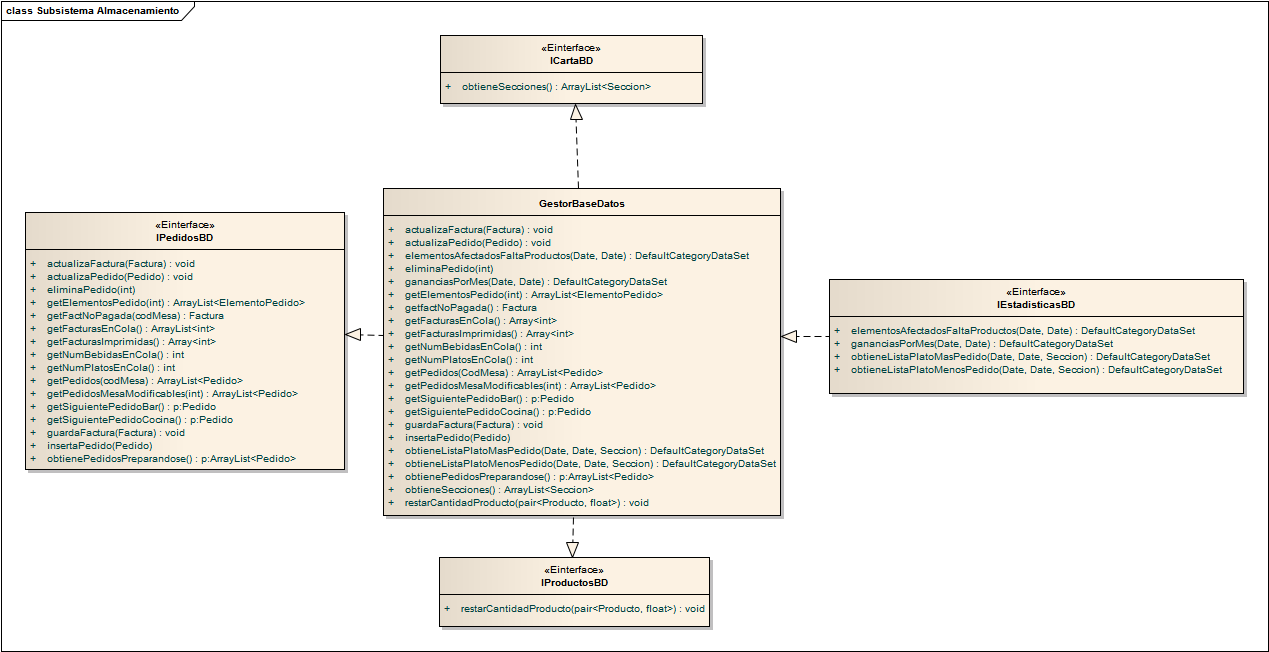 class Subsistema Almacenamiento
«Einterface»
ICartaBD
+ obtieneSecciones() : ArrayList<Seccion>
«Einterface»
IPedidosBD
+ actualizaFactura(Factura) : void
+ actualizaPedido(Pedido) : void
+ eliminaPedido(int)
+ getElementosPedido(int) : ArrayList<ElementoPedido>
+ getFactNoPagada(codMesa) : Factura
+ getFacturasEnCola() : ArrayList<int>
+ getFacturasImprimidas() : Array<int>
+ getNumBebidasEnCola() : int
+ getNumPlatosEnCola() : int
+ getPedidos(codMesa) : ArrayList<Pedido>
+ getPedidosMesaModificables(int) : ArrayList<Pedido>
+ getSiguientePedidoBar() : p:Pedido
+ getSiguientePedidoCocina() : p:Pedido
+ guardaFactura(Factura) : void
+ insertaPedido(Pedido)
+ obtienePedidosPreparandose() : p:ArrayList<Pedido>
GestorBaseDatos
+ actualizaFactura(Factura) : void
+ actualizaPedido(Pedido) : void
+ elementosAfectadosFaltaProductos(Date, Date) : DefaultCategoryDataSet
+ eliminaPedido(int)
+ gananciasPorMes(Date, Date) : DefaultCategoryDataSet
+ getElementosPedido(int) : ArrayList<ElementoPedido>
+ getfactNoPagada() : Factura
+ getFacturasEnCola() : Array<int>
+ getFacturasImprimidas() : Array<int>
+ getNumBebidasEnCola() : int
+ getNumPlatosEnCola() : int
+ getPedidos(CodMesa) : ArrayList<Pedido>
+ getPedidosMesaModificables(int) : ArrayList<Pedido>
+ getSiguientePedidoBar() : p:Pedido
+ getSiguientePedidoCocina() : p:Pedido
+ guardaFactura(Factura) : void
+ insertaPedido(Pedido)
+ obtieneListaPlatoMasPedido(Date, Date, Seccion) : DefaultCategoryDataSet
+ obtieneListaPlatoMenosPedido(Date, Date, Seccion) : DefaultCategoryDataSet
+ obtienePedidosPreparandose() : p:ArrayList<Pedido>
+ obtieneSecciones() : ArrayList<Seccion>
+ restarCantidadProducto(pair<Producto, float>) : void
«Einterface»
IEstadisticasBD
+ elementosAfectadosFaltaProductos(Date, Date) : DefaultCategoryDataSet
+ gananciasPorMes(Date, Date) : DefaultCategoryDataSet
+ obtieneListaPlatoMasPedido(Date, Date, Seccion) : DefaultCategoryDataSet
+ obtieneListaPlatoMenosPedido(Date, Date, Seccion) : DefaultCategoryDataSet
«Einterface»
IProductosBD
+ restarCantidadProducto(pair<Producto, float>) : void